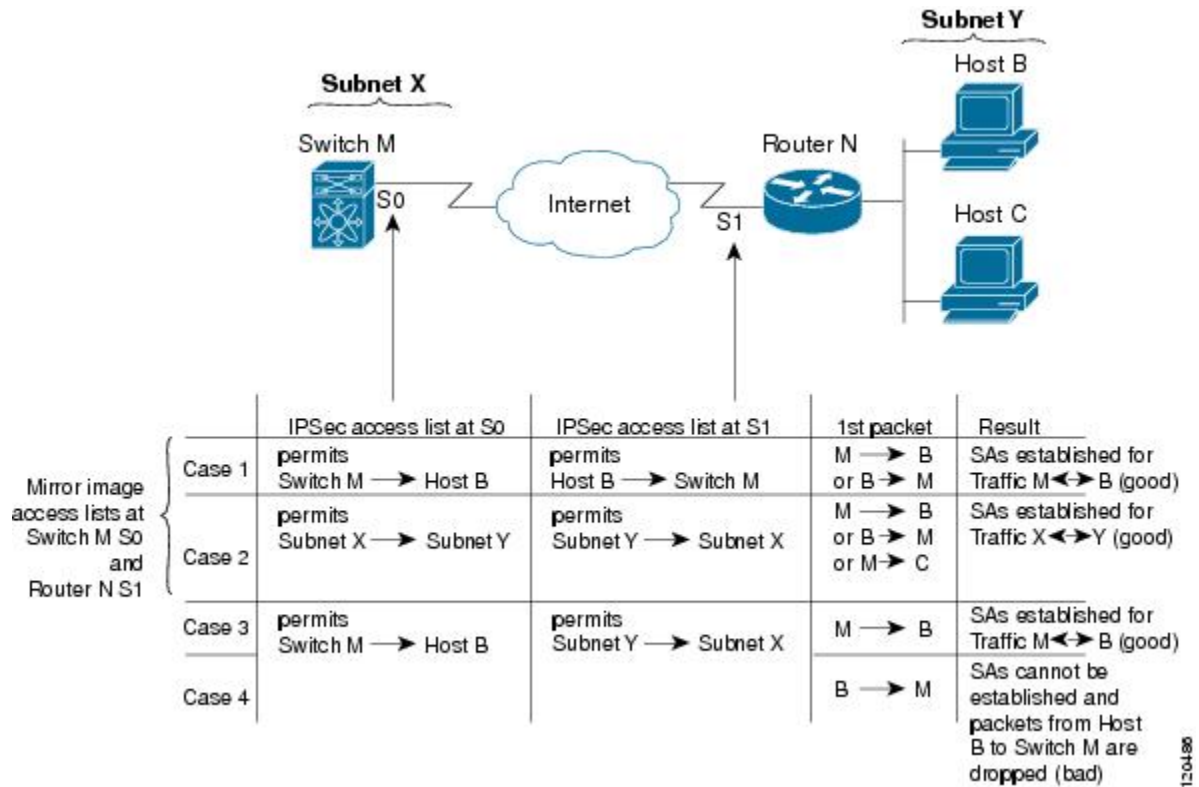 Subnet Y
Host B
Subnet X
Switch M
Router N
S0
Internet
S1
Host C
IPSec access list at S0
IPSec access list at S1
1st packet
Result
Mirror image
access lists at
Switch M S0
and
Router N S1
Case 1
permits
Switch M → Host B
permits
Host B → Switch M
M → B
or B → M
SAs established for
Traffic M ↔ B (good)
Case 2
permits
Subnet X → Subnet Y
permits
Subnet Y → Subnet X
M → B
or B → M
or M → C
SAs established for
Traffic X ↔ Y (good)
Case 3
permits
Switch M → Host B
permits
Subnet Y → Subnet X
M → B
SAs established for
Traffic M ↔ B (good)
Case 4
B → M
SAs cannot be
established and
packets from Host
B to Switch M are
dropped (bad)
120486